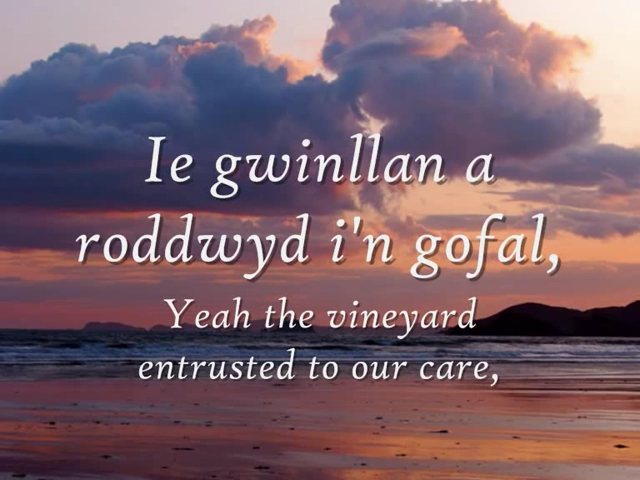 Ie gwinllan a
roddwyd i'n gofal,
Yeah the vineyard
entrusted to our care,